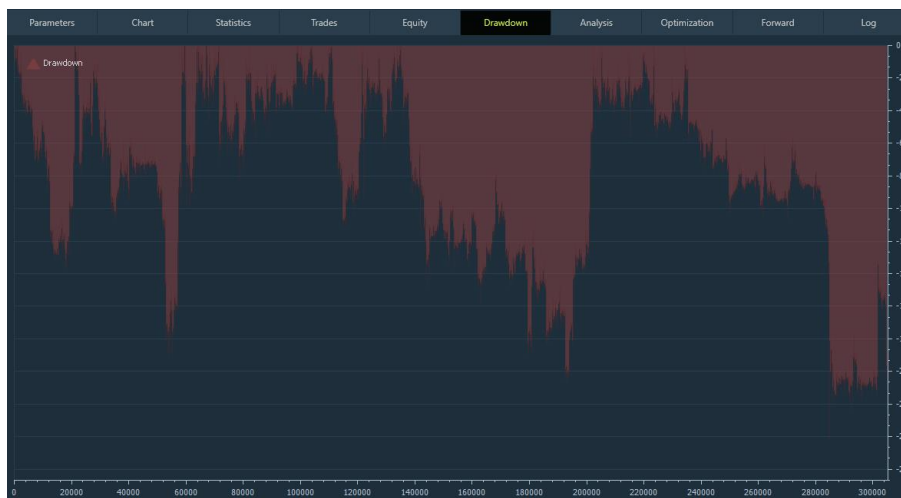 Parameters Chart Statistics Trades Equity Drawdown Analysis Optimization Forward Log
Drawdown
0
0 20000 40000 60000 80000 100000 120000 140000 160000 180000 200000 220000 240000 260000 280000 300000